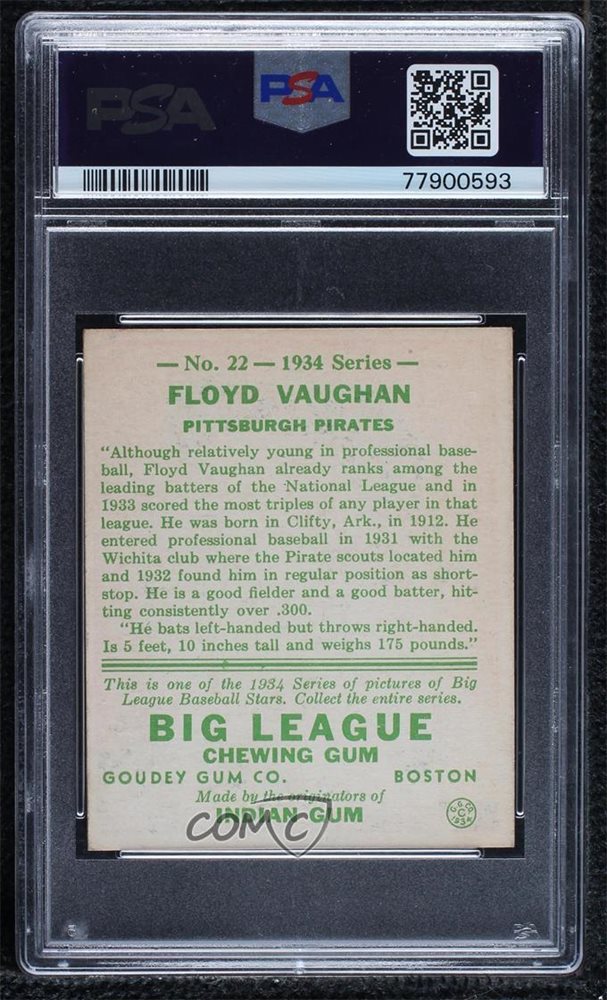 PSA
PSA
77900593
— No. 22 — 1934 Series —
FLOYD VAUGHAN
PITTSBURGH PIRATES
"Although relatively young in professional base-
ball, Floyd Vaughan already ranks among the
leading batters of the National League and in
1933 scored the most triples of any player in that
league. He was born in Clifty, Ark., in 1912. He
entered professional baseball in 1931 with the
Wichita club where the Pirate scouts located him
and 1932 found him in regular position as short-
stop. He is a good fielder and a good batter, hit-
ting consistently over .300.
"He bats left-handed but throws right-handed.
Is 5 feet, 10 inches tall and weighs 175 pounds."
This is one of the 1934 Series of pictures of Big
League Baseball Stars. Collect the entire series.
BIG LEAGUE
CHEWING GUM
GOUDEY GUM CO. BOSTON
Made by the originators of
INDIAN GUM
COMC
G.G.CO.
C
1934
PSA